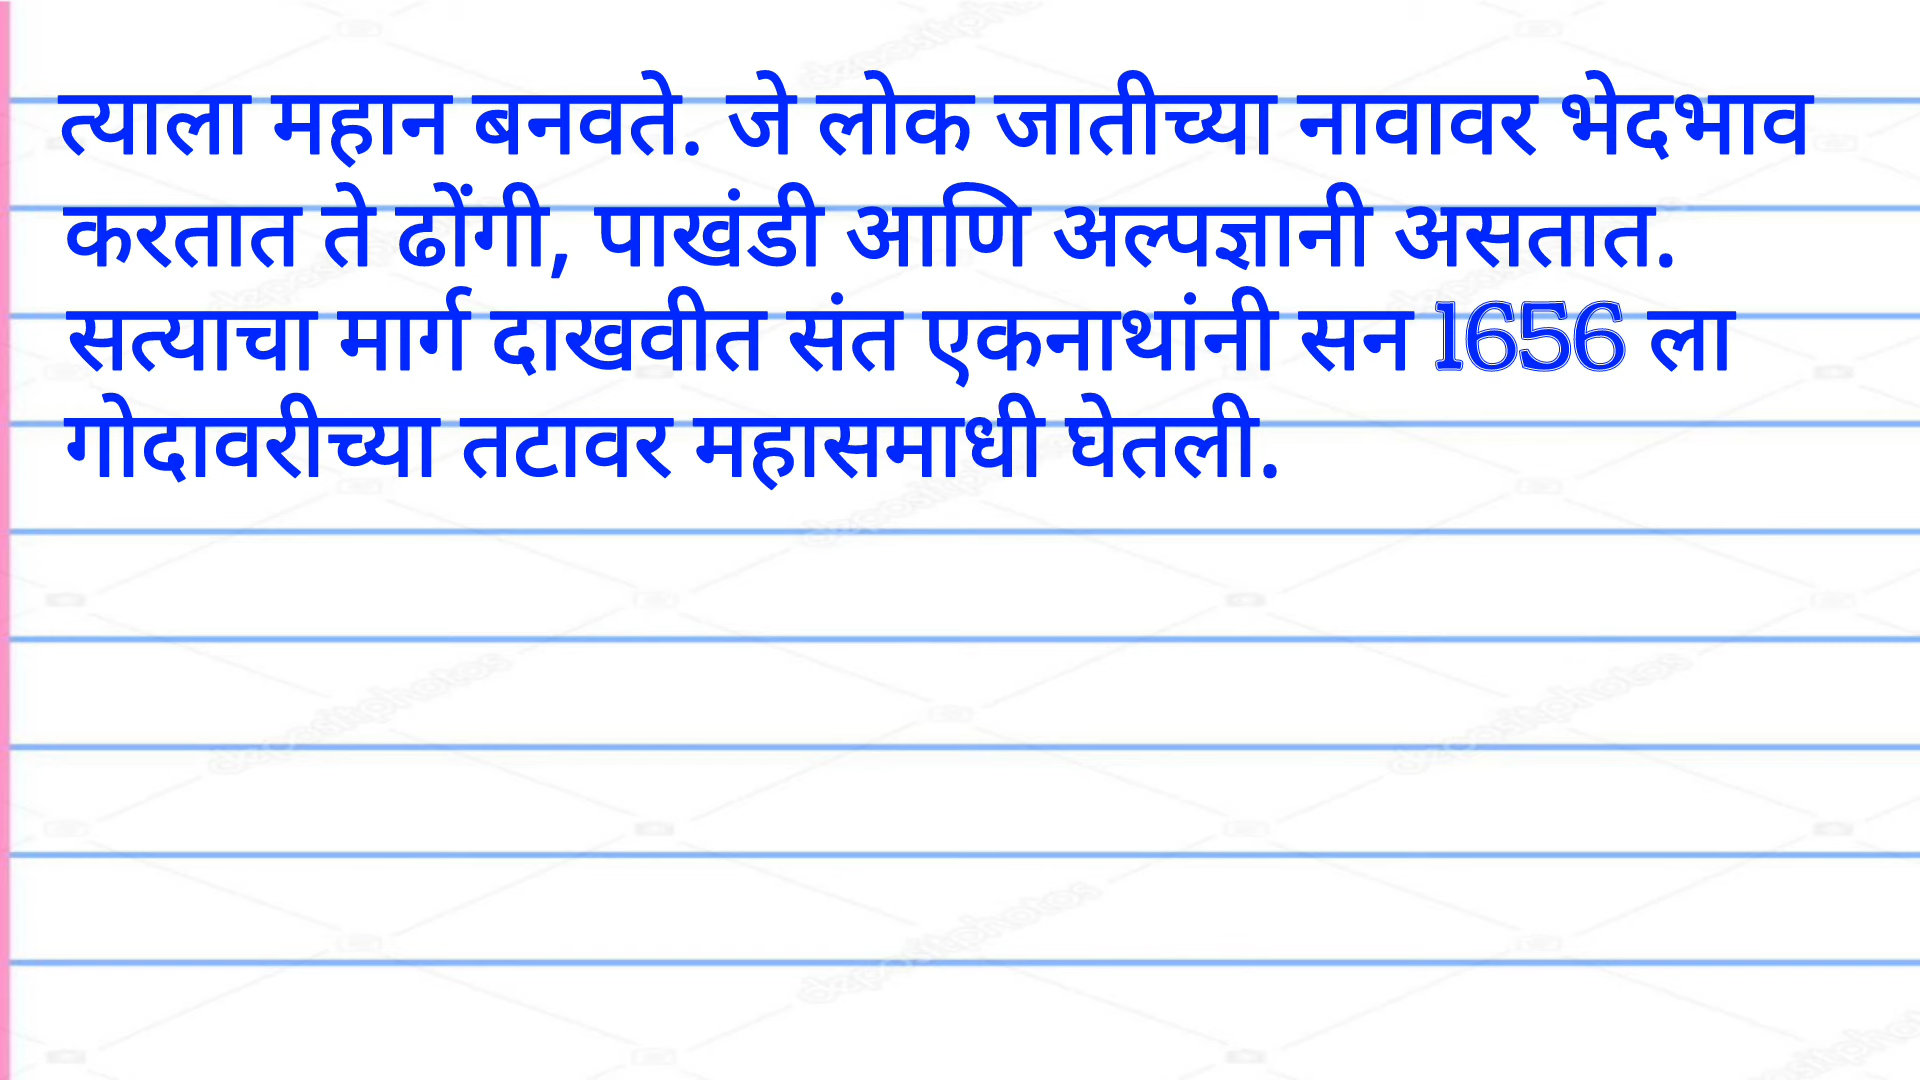 त्याला महान बनवते. जे लोक जातीच्या नावावर भेदभाव
करतात ते ढोंगी, पाखंडी आणि अल्पज्ञानी असतात.
सत्याचा मार्ग दाखवीत संत एकनाथांनी सन 1656 ला
गोदावरीच्या तटावर महासमाधी घेतली.